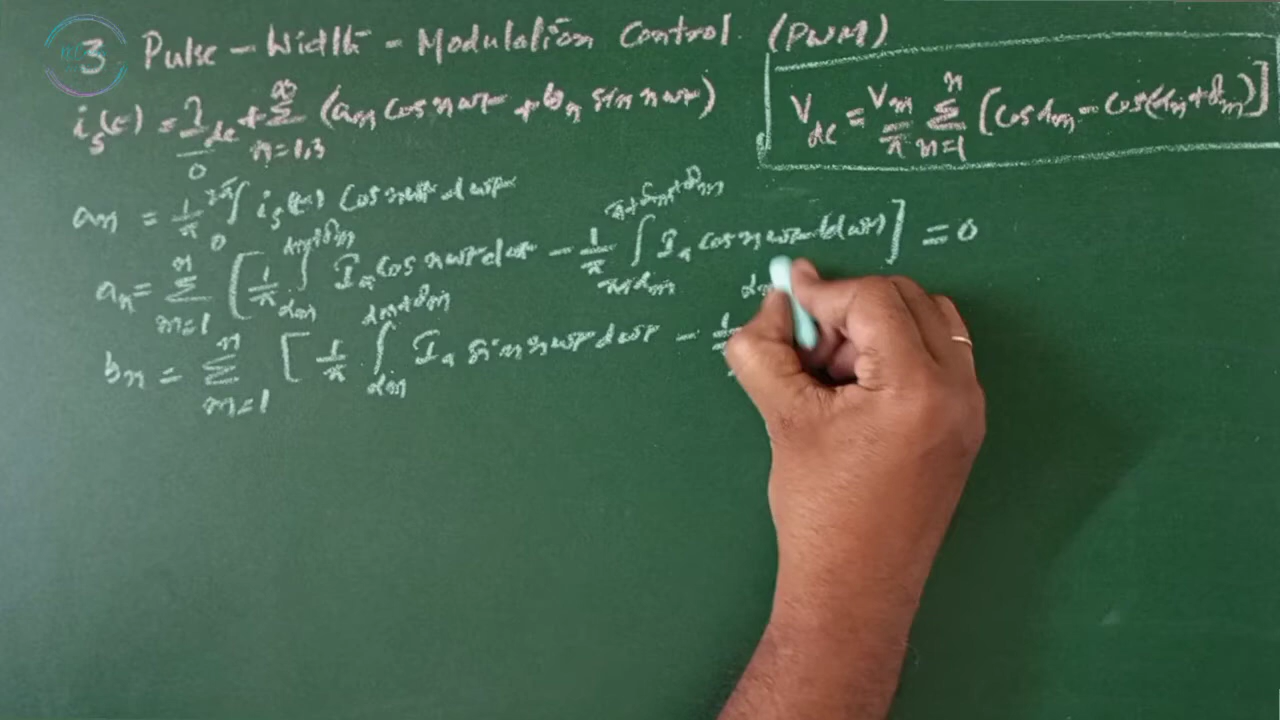 3 Pulse - Width - Modulation Control (PWM)
V_dc = V_m/π Σ_{n=1}^{n} [cos α_m - cos(α_m + δ_m)]
i_s(t) = I_dc + Σ_{n=1,3}^{∞} (a_n cos nωt + b_n sin nωt)
0
a_n = 1/π ∫_0^{2π} i_s(t) cos nωt dωt
a_n = Σ_{m=1}^{n} [1/π ∫_{α_m}^{α_m+δ_m} I_a cos nωt dωt - 1/π ∫_{π+α_m}^{π+α_m+δ_m} I_a cos nωt d(ωt)] = 0
b_n = Σ_{m=1}^{n} [1/π ∫_{α_m}^{α_m+δ_m} I_a sin nωt dωt - 1/π